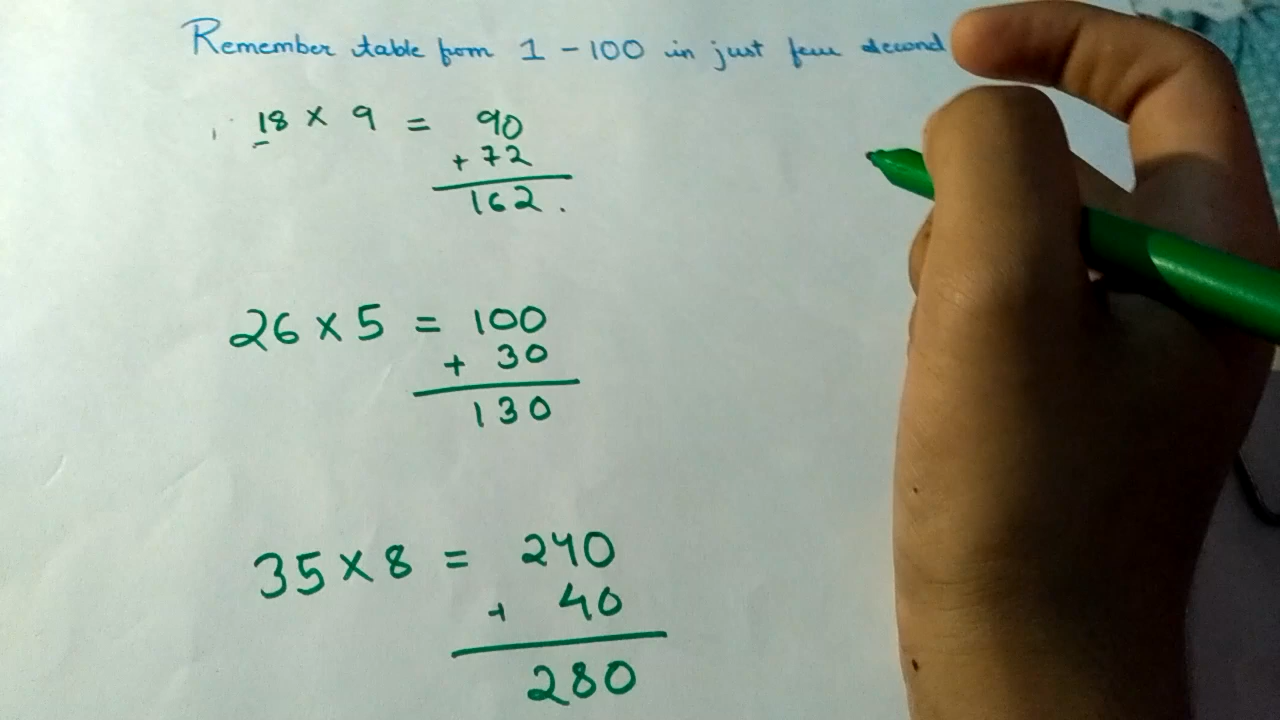 Remember table from 1 - 100 in just few second
18 × 9 = 90
+ 72
162.
26 × 5 = 100
+ 30
130
35 × 8 = 240
+ 40
280